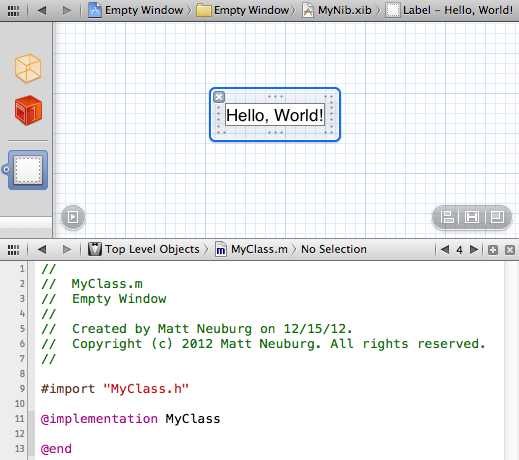 Empty Window Empty Window MyNib.xib Label – Hello, World!
Hello, World!
Top Level Objects MyClass.m No Selection 4
1 //
2 //  MyClass.m
3 //  Empty Window
4 //
5 //  Created by Matt Neuburg on 12/15/12.
6 //  Copyright (c) 2012 Matt Neuburg. All rights reserved.
7 //
8
9 #import "MyClass.h"
10
11 @implementation MyClass
12
13 @end